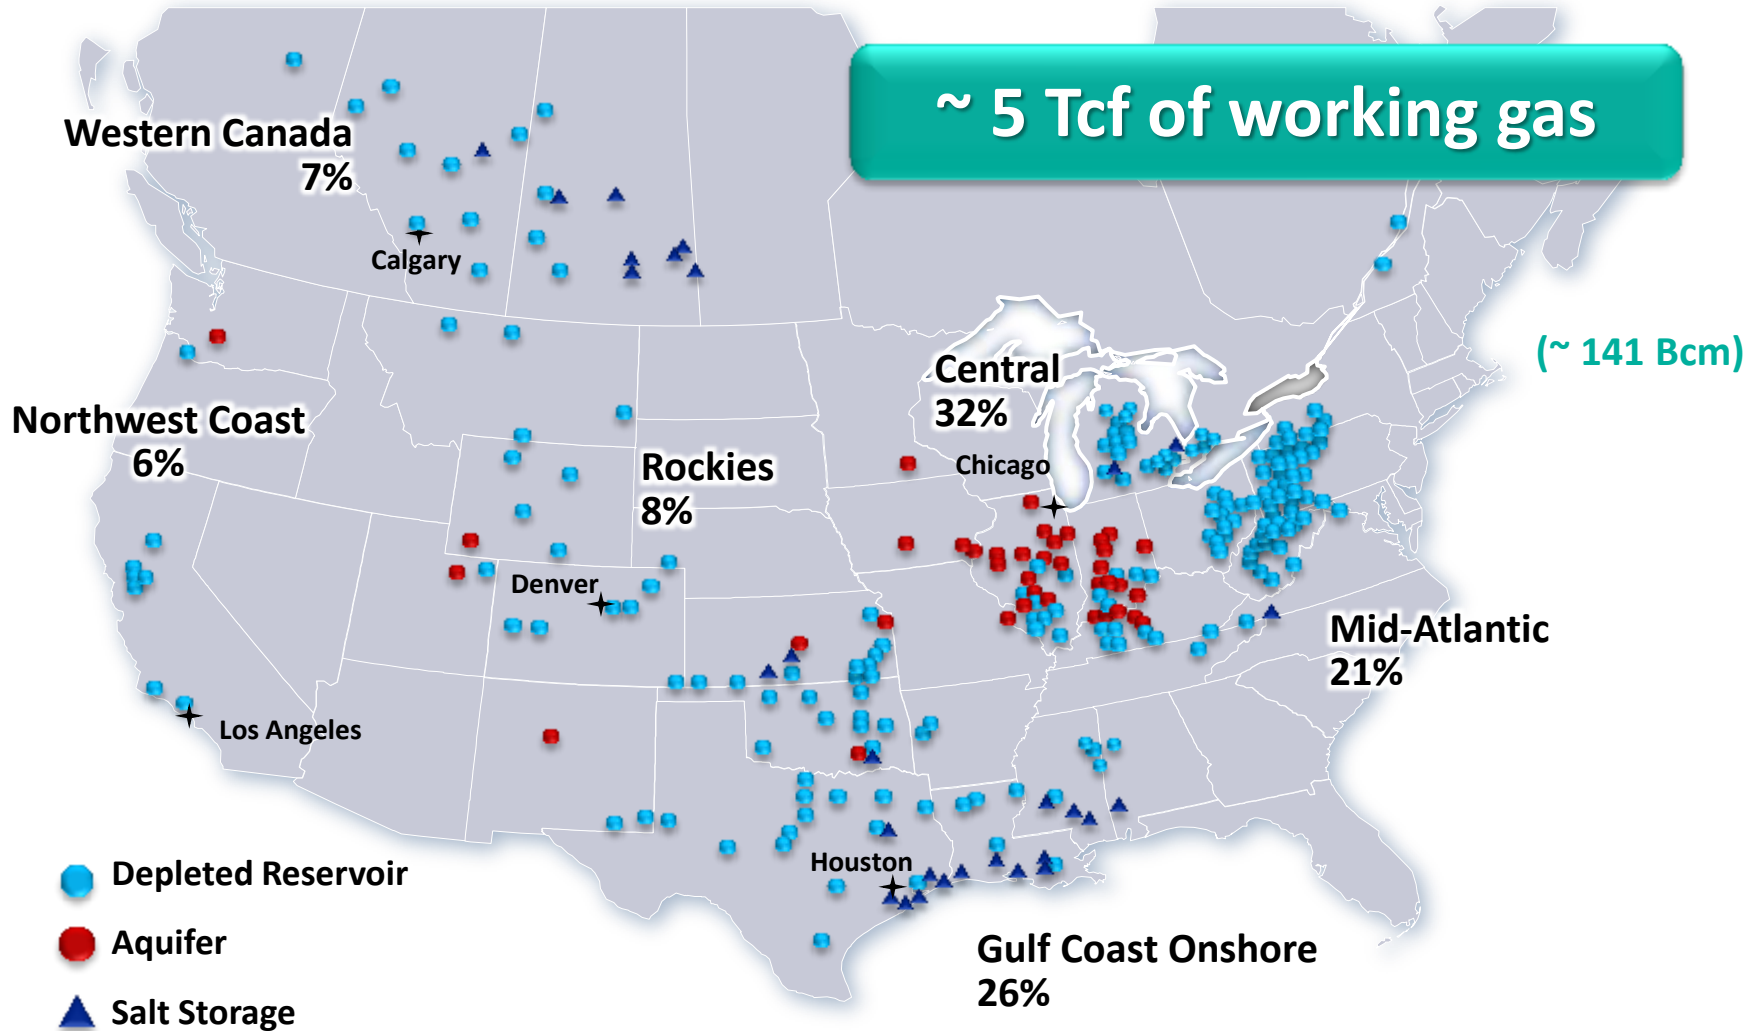 ~ 5 Tcf of working gas
Western Canada
7%
Calgary
(~ 141 Bcm)
Central
32%
Northwest Coast
6%
Rockies
8%
Chicago
Denver
Mid-Atlantic
21%
Los Angeles
Houston
Depleted Reservoir
Aquifer
Salt Storage
Gulf Coast Onshore
26%